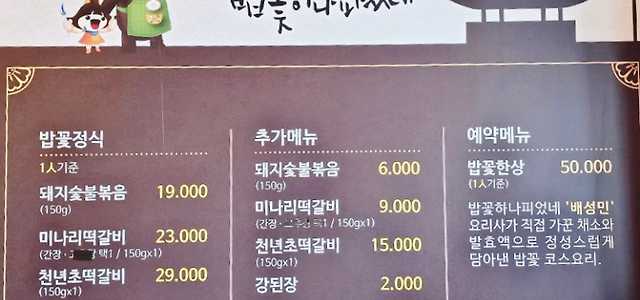 밥꽃이나피었네
밥꽃정식
1人기준
돼지숯불볶음 19.000
(150g)
미나리떡갈비 23.000
(간장· 택1 / 150gx1)
천년초떡갈비 29.000
(150gx1)
추가메뉴
돼지숯불볶음 6.000
(150g)
미나리떡갈비 9.000
(간장· 택1 / 150gx1)
천년초떡갈비 15.000
(150gx1)
강된장 2.000
예약메뉴
밥꽃한상 50.000
(1人기준)
밥꽃하나피었네 '배성민'
요리사가 직접 가꾼 채소와
발효액으로 정성스럽게
담아낸 밥꽃 코스요리.